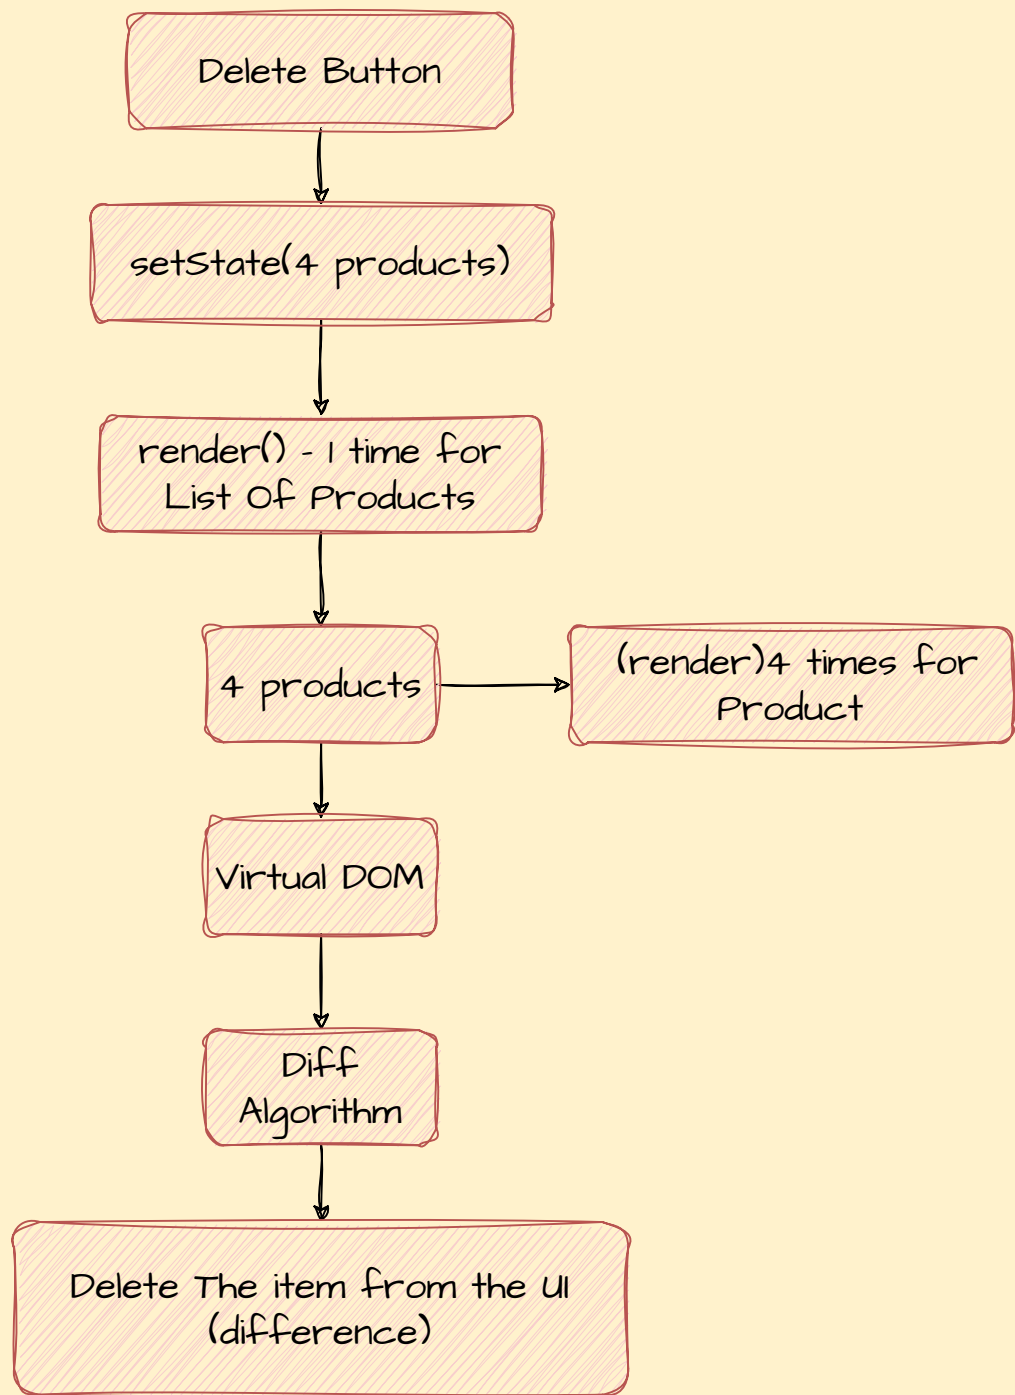 Delete Button
setState(4 products)
render() - 1 time for
List Of Products
4 products
(render)4 times for
Product
Virtual DOM
Diff
Algorithm
Delete The item from the UI
(difference)